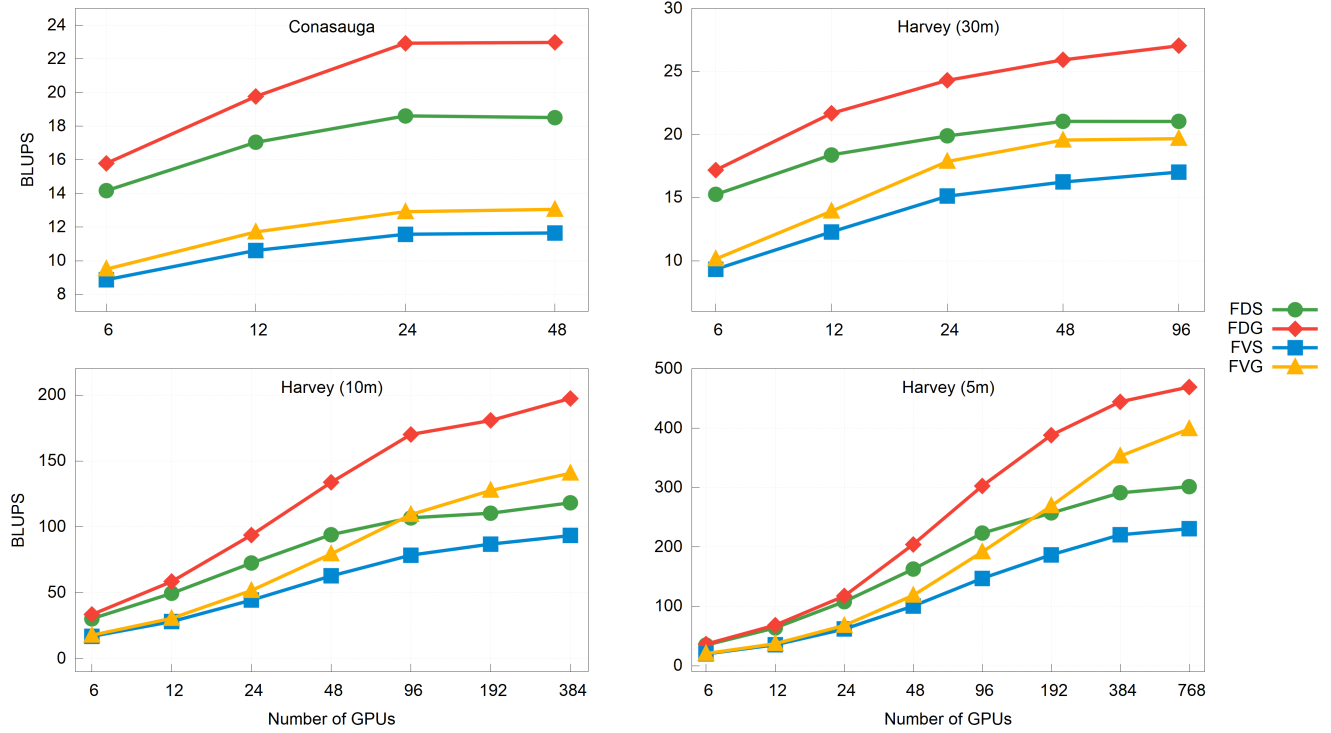 Conasauga
BLUPS
24
22
20
18
16
14
12
10
8
6 12 24 48
Harvey (30m)
30
25
20
15
10
6 12 24 48 96
FDS
FDG
FVS
FVG
Harvey (10m)
BLUPS
200
150
100
50
0
6 12 24 48 96 192 384
Number of GPUs
Harvey (5m)
500
400
300
200
100
0
6 12 24 48 96 192 384 768
Number of GPUs